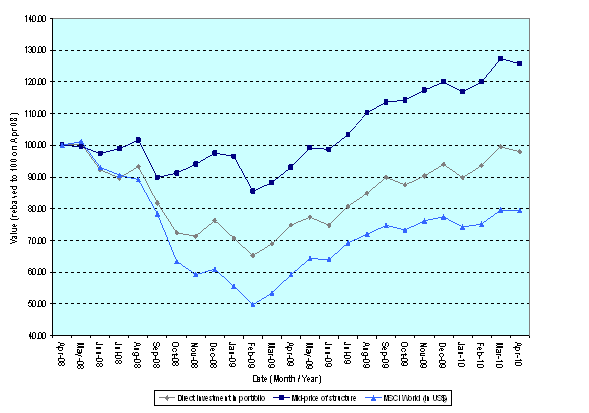 140.00
130.00
120.00
110.00
100.00
90.00
80.00
70.00
60.00
50.00
40.00
Value (rebased to 100 on Apr 08)
Apr-08
May-08
Jun-08
Jul-08
Aug-08
Sep-08
Oct-08
Nov-08
Dec-08
Jan-09
Feb-09
Mar-09
Apr-09
May-09
Jun-09
Jul-09
Aug-09
Sep-09
Oct-09
Nov-09
Dec-09
Jan-10
Feb-10
Mar-10
Apr-10
Date (Month / Year)
Direct investment in portfolio Mid-price of structure MSCI World (in US$)